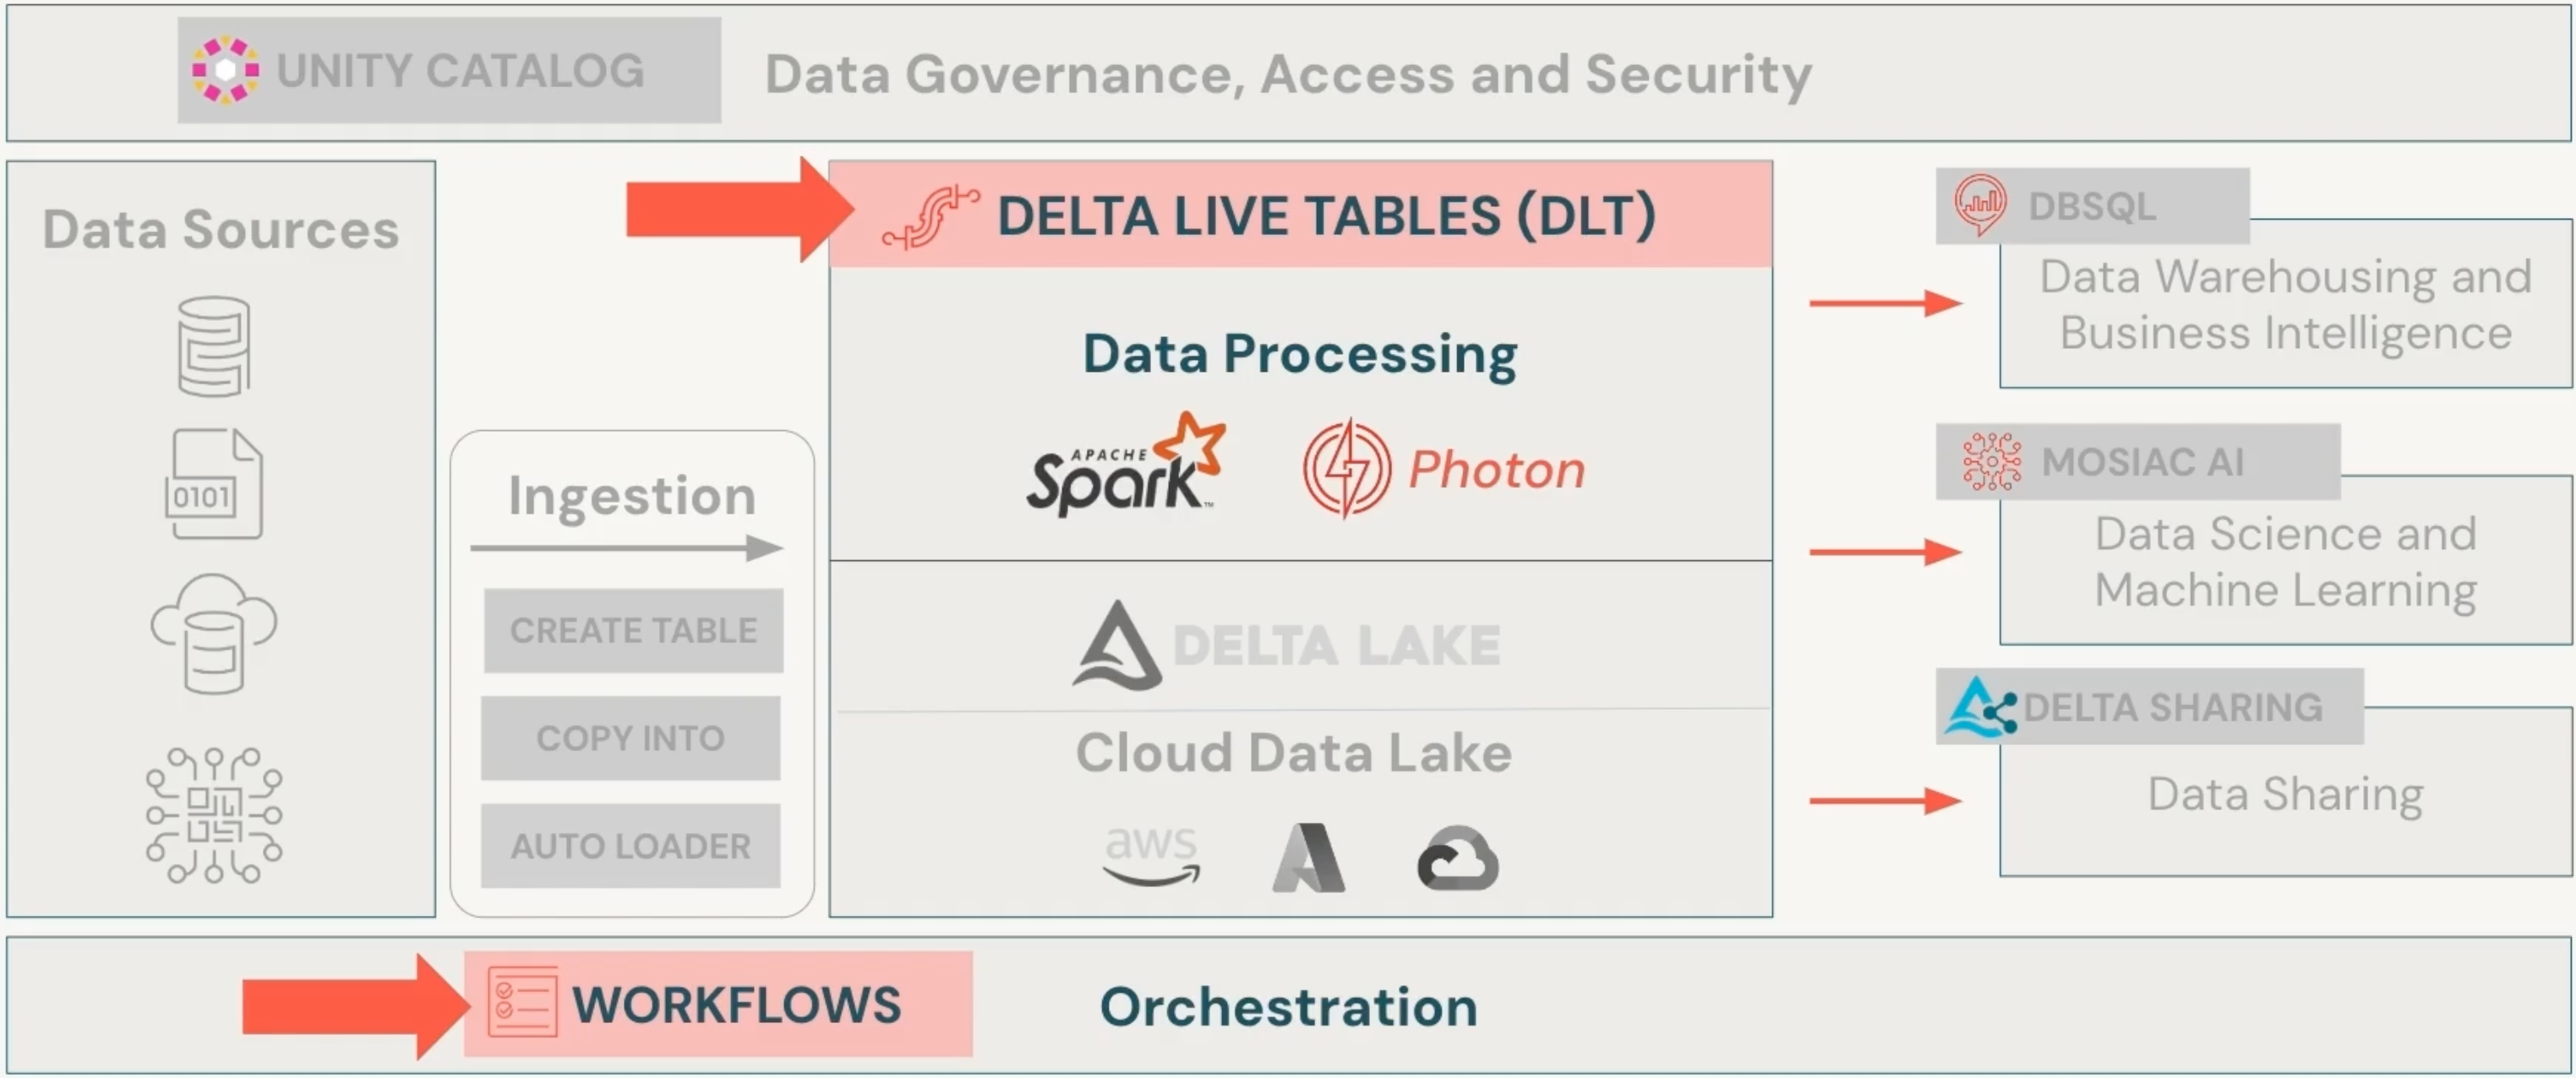 UNITY CATALOG
Data Governance, Access and Security
Data Sources
0101
Ingestion
CREATE TABLE
COPY INTO
AUTO LOADER
DELTA LIVE TABLES (DLT)
Data Processing
APACHE
Spark™
Photon
DELTA LAKE
Cloud Data Lake
aws
DBSQL
Data Warehousing and
Business Intelligence
MOSIAC AI
Data Science and
Machine Learning
DELTA SHARING
Data Sharing
WORKFLOWS
Orchestration